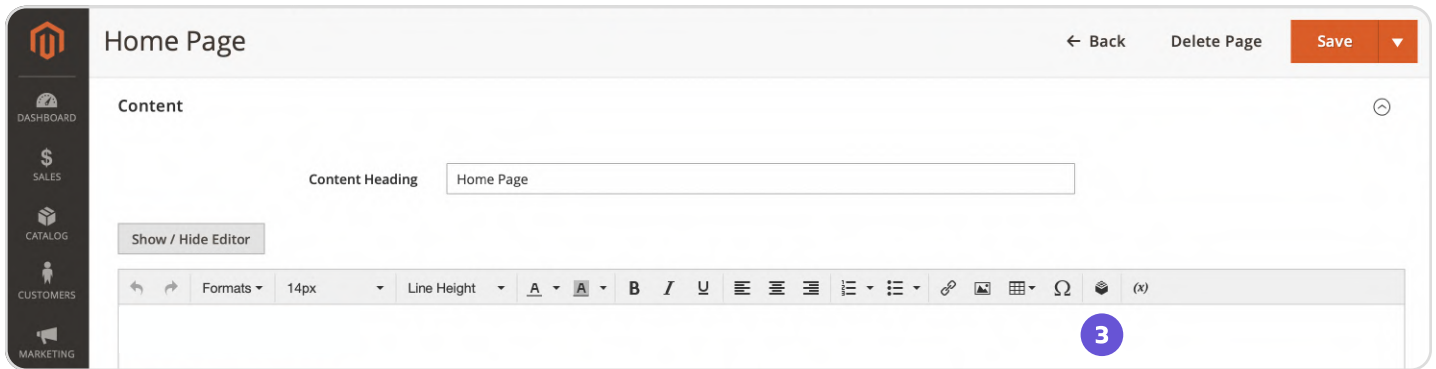 Home Page
← Back
Delete Page
Save
DASHBOARD
Content
SALES
Content Heading
Home Page
CATALOG
Show / Hide Editor
CUSTOMERS
Formats
14px
Line Height
A
A
B
I
U
Ω
(x)
3
MARKETING